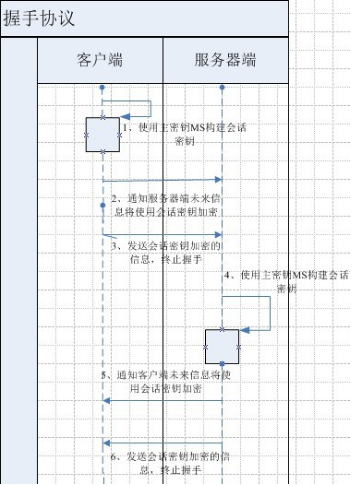 握手协议
客户端
服务器端
1、使用主密钥MS构建会话
密钥
2、通知服务器端未来信
息将使用会话密钥加密
3、发送会话密钥加密的
信息，终止握手
4、使用主密钥MS构建会话
密钥
5、通知客户端未来信息将使
用会话密钥加密
6、发送会话密钥加密的信
息，终止握手